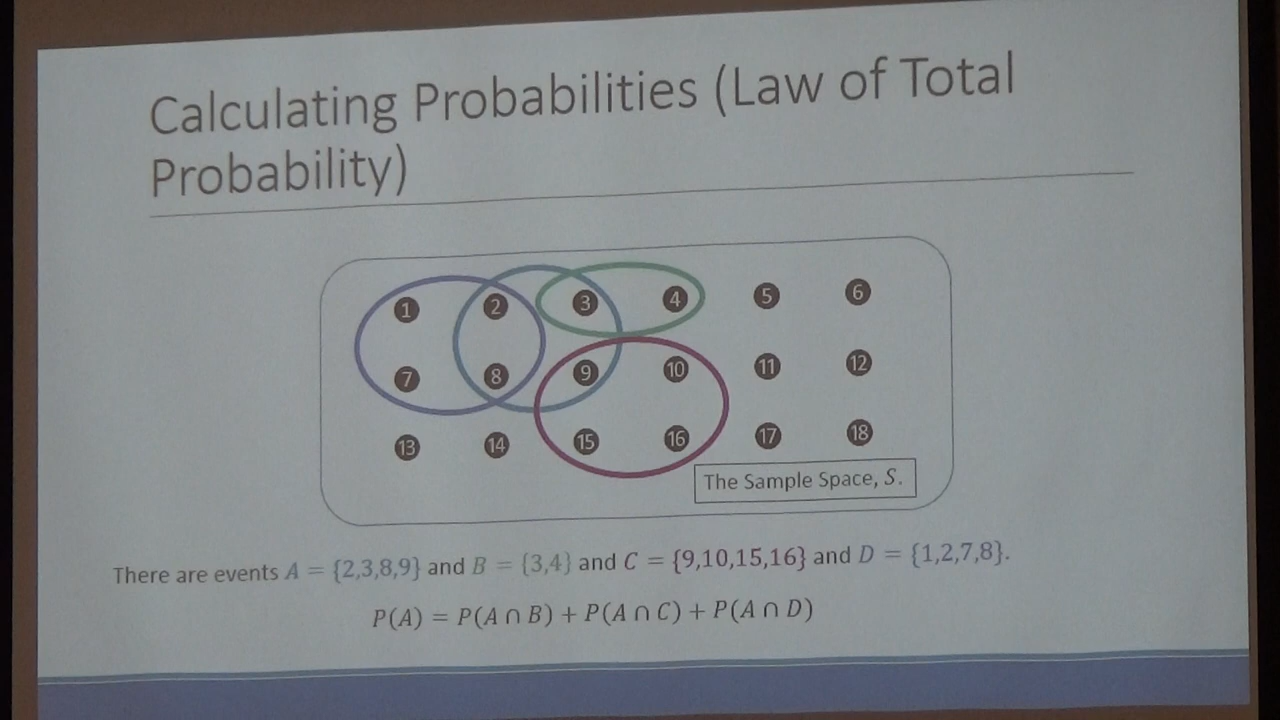 Calculating Probabilities (Law of Total
Probability)
1 2 3 4 5 6
7 8 9 10 11 12
13 14 15 16 17 18
The Sample Space, S.
There are events A = {2,3,8,9} and B = {3,4} and C = {9,10,15,16} and D = {1,2,7,8}.
P(A) = P(A ∩ B) + P(A ∩ C) + P(A ∩ D)